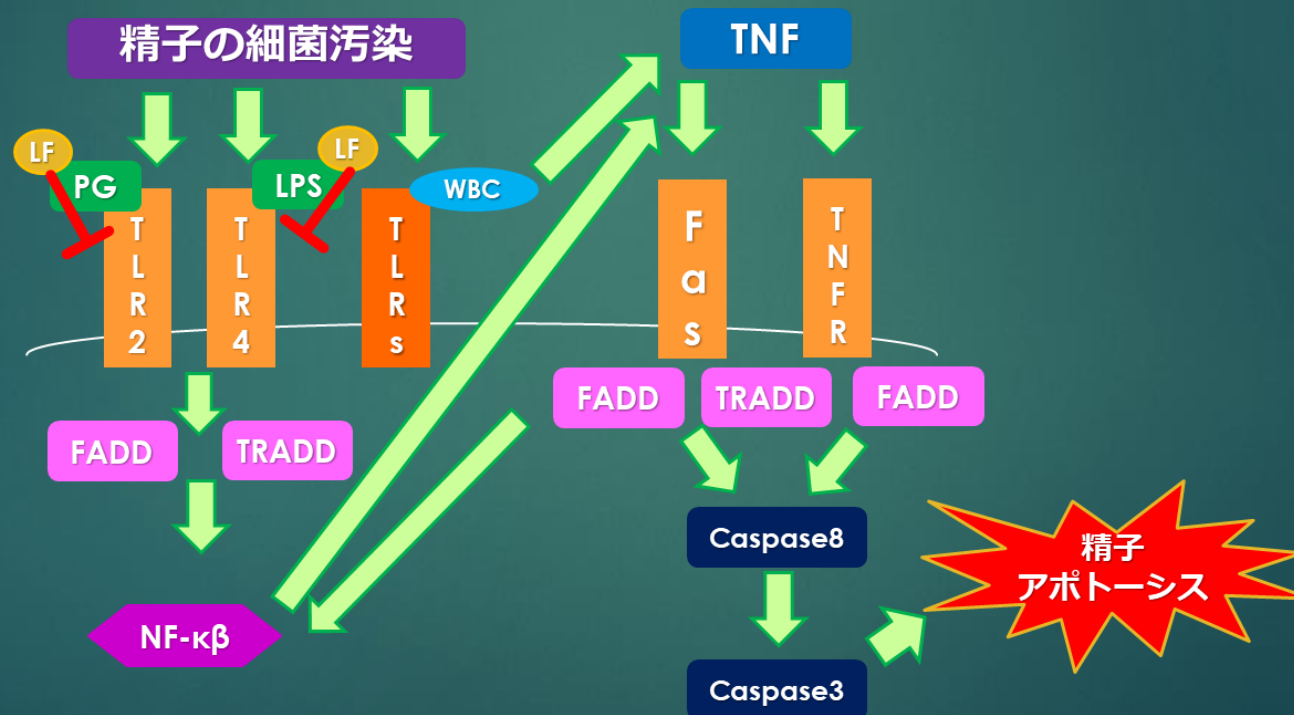 精子の細菌汚染
TNF
LF
PG
LPS
LF
WBC
TLR2
TLR4
TLRs
Fas
TNFR
FADD
TRADD
FADD
TRADD
FADD
NF-κβ
Caspase8
Caspase3
精子
アポトーシス